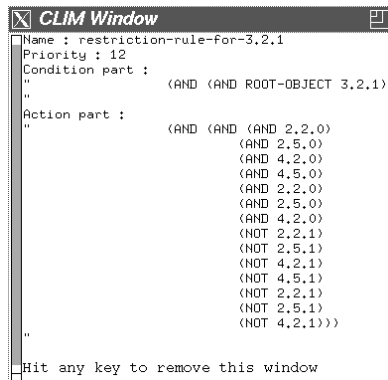 CLIM Window
Name : restriction-rule-for-3.2.1
Priority : 12
Condition part :
" (AND (AND ROOT-OBJECT 3.2.1)
"
Action part :
" (AND (AND (AND 2.2.0)
(AND 2.5.0)
(AND 4.2.0)
(AND 4.5.0)
(AND 2.2.0)
(AND 2.5.0)
(AND 4.2.0)
(NOT 2.2.1)
(NOT 2.5.1)
(NOT 4.2.1)
(NOT 4.5.1)
(NOT 2.2.1)
(NOT 2.5.1)
(NOT 4.2.1)))
"
Hit any key to remove this window